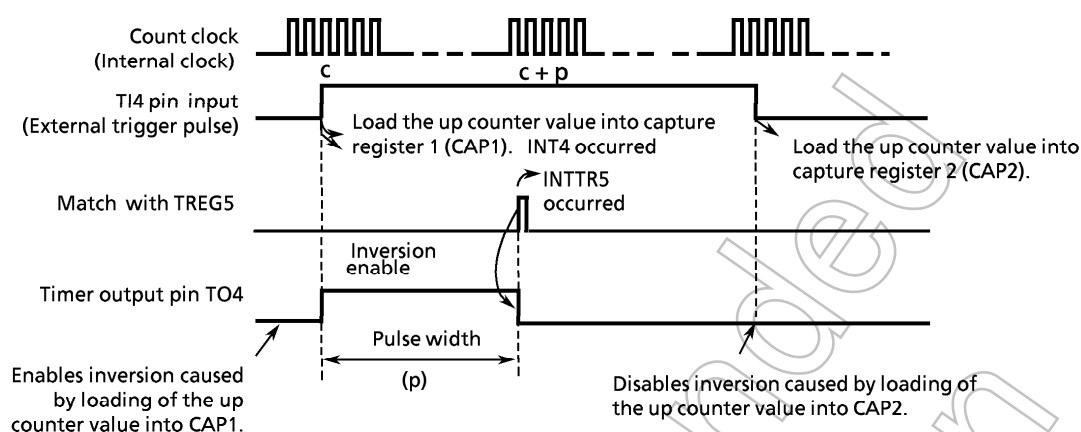 Count clock
(Internal clock)
c
c + p
TI4 pin input
(External trigger pulse)
Load the up counter value into capture
register 1 (CAP1). INT4 occurred
Load the up counter value into
capture register 2 (CAP2).
INTTR5
occurred
Match with TREG5
Inversion
enable
Timer output pin TO4
Pulse width
(p)
Enables inversion caused
by loading of the up
counter value into CAP1.
Disables inversion caused by loading of
the up counter value into CAP2.
nded
n